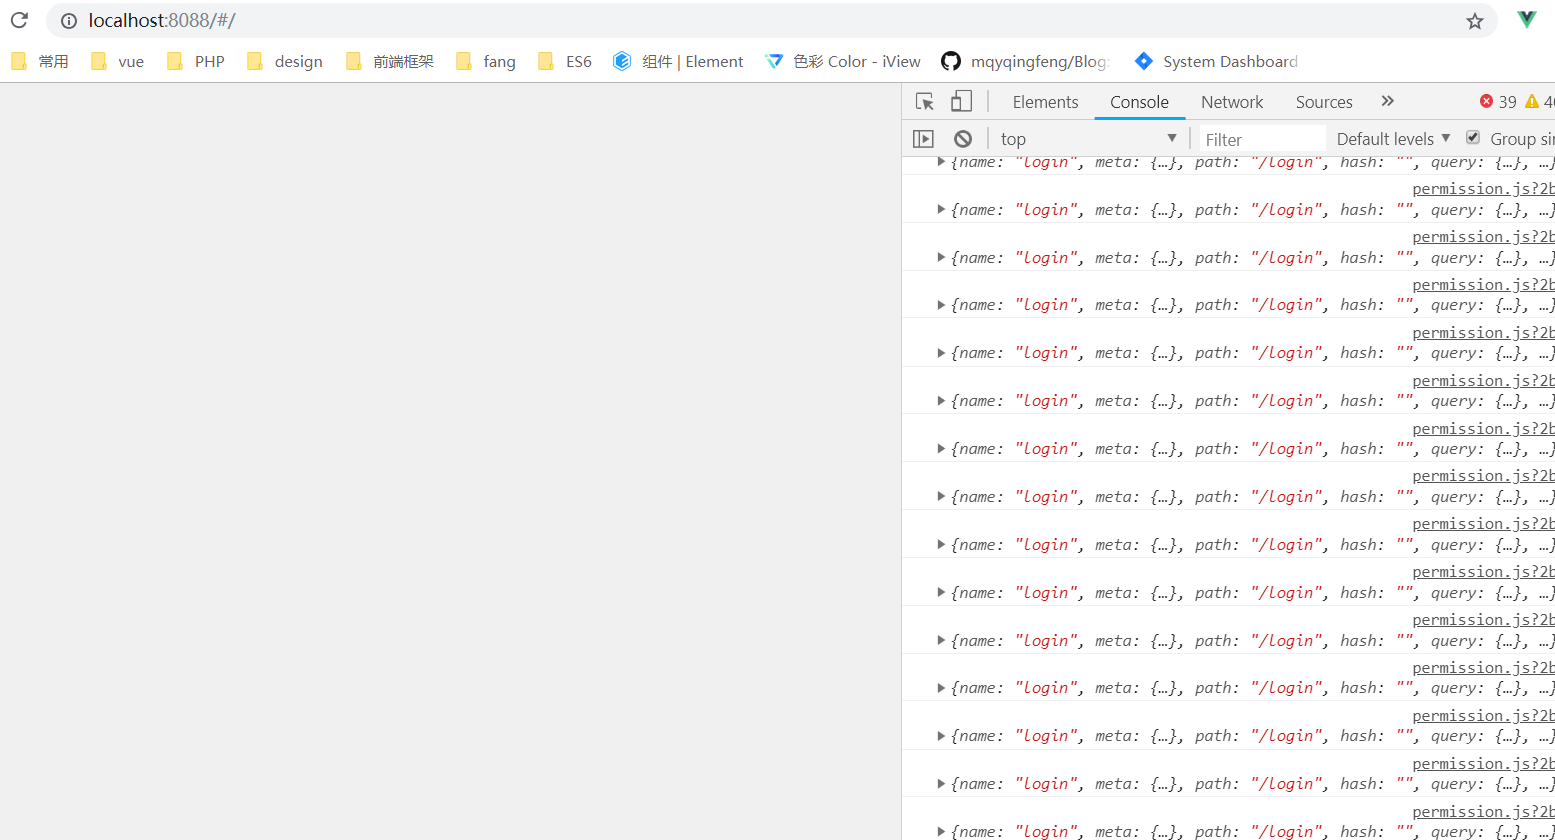 localhost:8088/#/
常用 vue PHP design 前端框架 fang ES6 组件 | Element 色彩 Color - iView mqyqingfeng/Blog: System Dashboard
Elements Console Network Sources 39
top Filter Default levels Group sin
{name: "login", meta: {…}, path: "/login", hash: "", query: {…}, …}
permission.js?2b
{name: "login", meta: {…}, path: "/login", hash: "", query: {…}, …}
permission.js?2b
{name: "login", meta: {…}, path: "/login", hash: "", query: {…}, …}
permission.js?2b
{name: "login", meta: {…}, path: "/login", hash: "", query: {…}, …}
permission.js?2b
{name: "login", meta: {…}, path: "/login", hash: "", query: {…}, …}
permission.js?2b
{name: "login", meta: {…}, path: "/login", hash: "", query: {…}, …}
permission.js?2b
{name: "login", meta: {…}, path: "/login", hash: "", query: {…}, …}
permission.js?2b
{name: "login", meta: {…}, path: "/login", hash: "", query: {…}, …}
permission.js?2b
{name: "login", meta: {…}, path: "/login", hash: "", query: {…}, …}
permission.js?2b
{name: "login", meta: {…}, path: "/login", hash: "", query: {…}, …}
permission.js?2b
{name: "login", meta: {…}, path: "/login", hash: "", query: {…}, …}
permission.js?2b
{name: "login", meta: {…}, path: "/login", hash: "", query: {…}, …}
permission.js?2b
{name: "login", meta: {…}, path: "/login", hash: "", query: {…}, …}
permission.js?2b
{name: "login", meta: {…}, path: "/login", hash: "", query: {…}, …}
permission.js?2b
{name: "login", meta: {…}, path: "/login", hash: "", query: {…}, …}